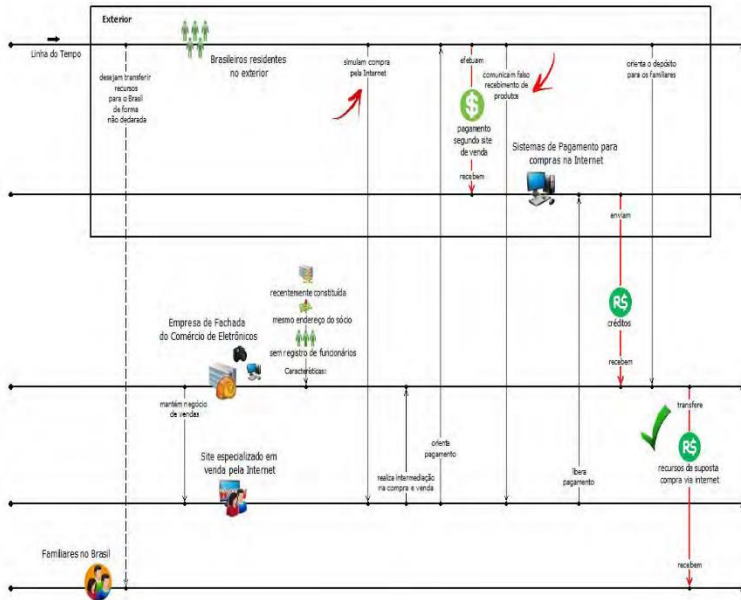 Exterior
Linha do Tempo
Brasileiros residentes
no exterior
desejam transferir
recursos
para o Brasil
de forma
não declarada
simulam compra
pela Internet
efetuam
comunicam falso
recebimento de
produtos
orienta o depósito
para os familiares
pagamento
segundo site
de venda
recebem
Sistemas de Pagamento para
compras na Internet
enviam
recentemente constituída
mesmo endereço do sócio
sem registro de funcionários
Características:
Empresa de Fachada
do Comércio de Eletrônicos
R$
créditos
recebem
mantém negócio
de vendas
transfere
Site especializado em
venda pela Internet
orienta
pagamento
realiza intermediação
na compra e venda
libera
pagamento
R$
recursos da suposta
compra via internet
Familiares no Brasil
recebem